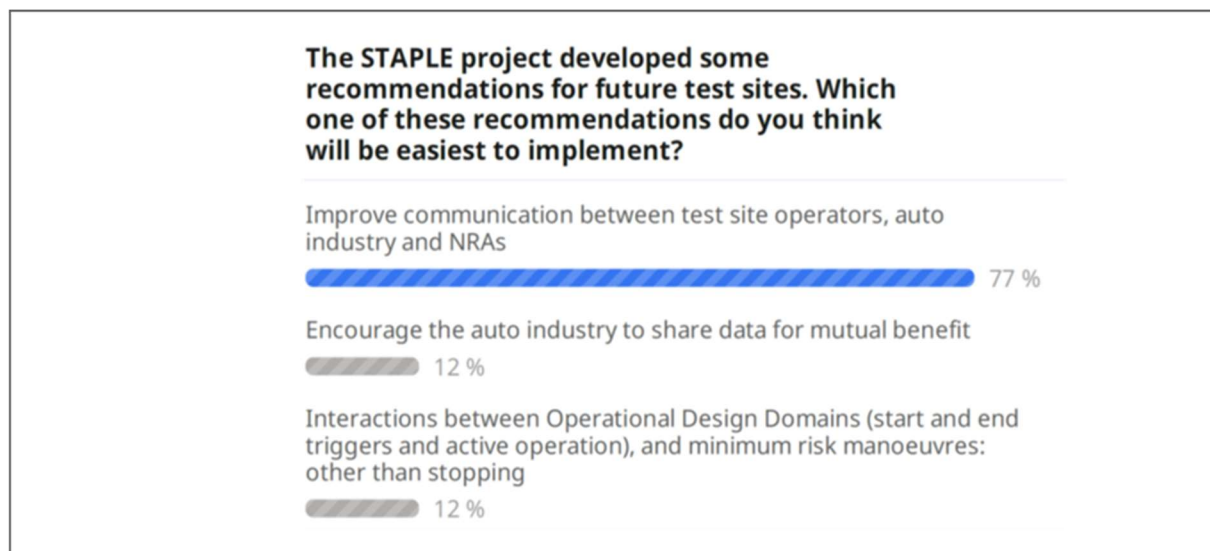 The STAPLE project developed some
recommendations for future test sites. Which
one of these recommendations do you think
will be easiest to implement?
Improve communication between test site operators, auto
industry and NRAs
77 %
Encourage the auto industry to share data for mutual benefit
12 %
Interactions between Operational Design Domains (start and end
triggers and active operation), and minimum risk manoeuvres:
other than stopping
12 %